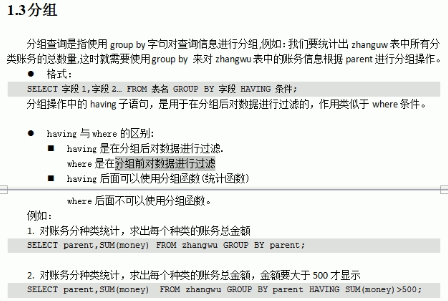 1.3分组
分组查询是指使用 group by 字句对查询信息进行分组,例如: 我们要统计出 zhanguw 表中所有分
类账务的总数量,这时就需要使用 group by 来对 zhangwu 表中的账务信息根据 parent 进行分组操作。
● 格式:
SELECT 字段 1,字段 2… FROM 表名 GROUP BY 字段 HAVING 条件;
分组操作中的 having 子语句，是用于在分组后对数据进行过滤的，作用类似于 where 条件。
● having 与 where 的区别:
■ having 是在分组后对数据进行过滤.
where 是在分组前对数据进行过滤
■ having 后面可以使用分组函数(统计函数)
where 后面不可以使用分组函数。
例如:
1. 对账务分种类统计，求出每个种类的账务总金额
SELECT parent,SUM(money) FROM zhangwu GROUP BY parent;
2. 对账务分种类统计，求出每个种类的账务总金额，金额要大于 500 才显示
SELECT parent,SUM(money) FROM zhangwu GROUP BY parent HAVING SUM(money)>500;